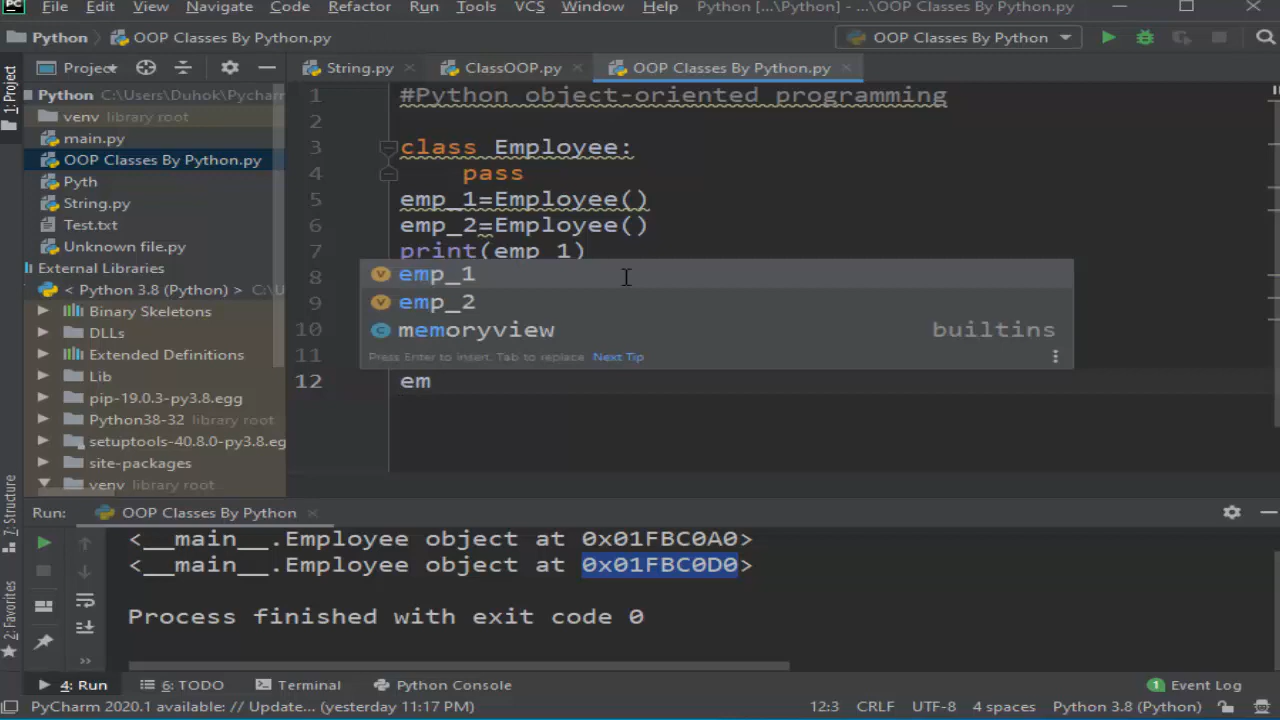 PC File Edit View Navigate Code Refactor Run Tools VCS Window Help Python [...\Python] - ...\OOP Classes By Python.py
Python OOP Classes By Python.py OOP Classes By Python
Project String.py ClassOOP.py OOP Classes By Python.py
1: Project
Python C:\Users\Duhok\Pycharm
venv library root
main.py
OOP Classes By Python.py
Pyth
String.py
Test.txt
Unknown file.py
External Libraries
< Python 3.8 (Python) > C:\U
Binary Skeletons
DLLs
Extended Definitions
Lib
pip-19.0.3-py3.8.egg
Python38-32 library root
setuptools-40.8.0-py3.8.eg
site-packages
venv library root
1 #Python object-oriented programming
2
3 class Employee:
4 pass
5 emp_1=Employee()
6 emp_2=Employee()
7 print(emp_1)
8
9
10
11
12 em
emp_1
emp_2
memoryview builtins
Press Enter to insert, Tab to replace Next Tip
7: Structure
2: Favorites
Run: OOP Classes By Python
<__main__.Employee object at 0x01FBC0A0>
<__main__.Employee object at 0x01FBC0D0>
Process finished with exit code 0
4: Run 6: TODO Terminal Python Console 1 Event Log
PyCharm 2020.1 available: // Update... (yesterday 11:17 PM) 12:3 CRLF UTF-8 4 spaces Python 3.8 (Python)